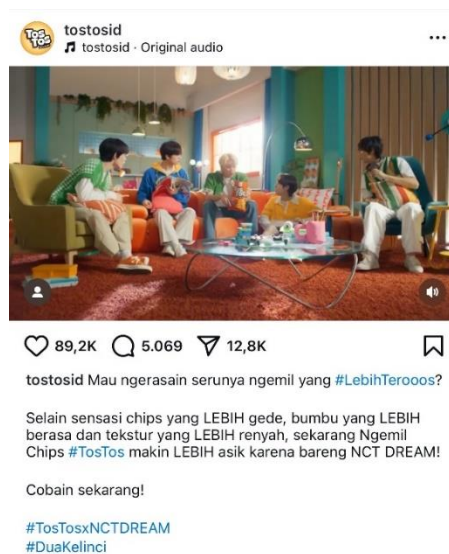 TOS
TOS
tostosid
tostosid · Original audio
...
89,2K 5.069 12,8K
tostosid Mau ngerasain serunya ngemil yang #LebihTerooos?
Selain sensasi chips yang LEBIH gede, bumbu yang LEBIH
berasa dan tekstur yang LEBIH renyah, sekarang Ngemil
Chips #TosTos makin LEBIH asik karena bareng NCT DREAM!
Cobain sekarang!
#TosTosxNCTDREAM
#DuaKelinci